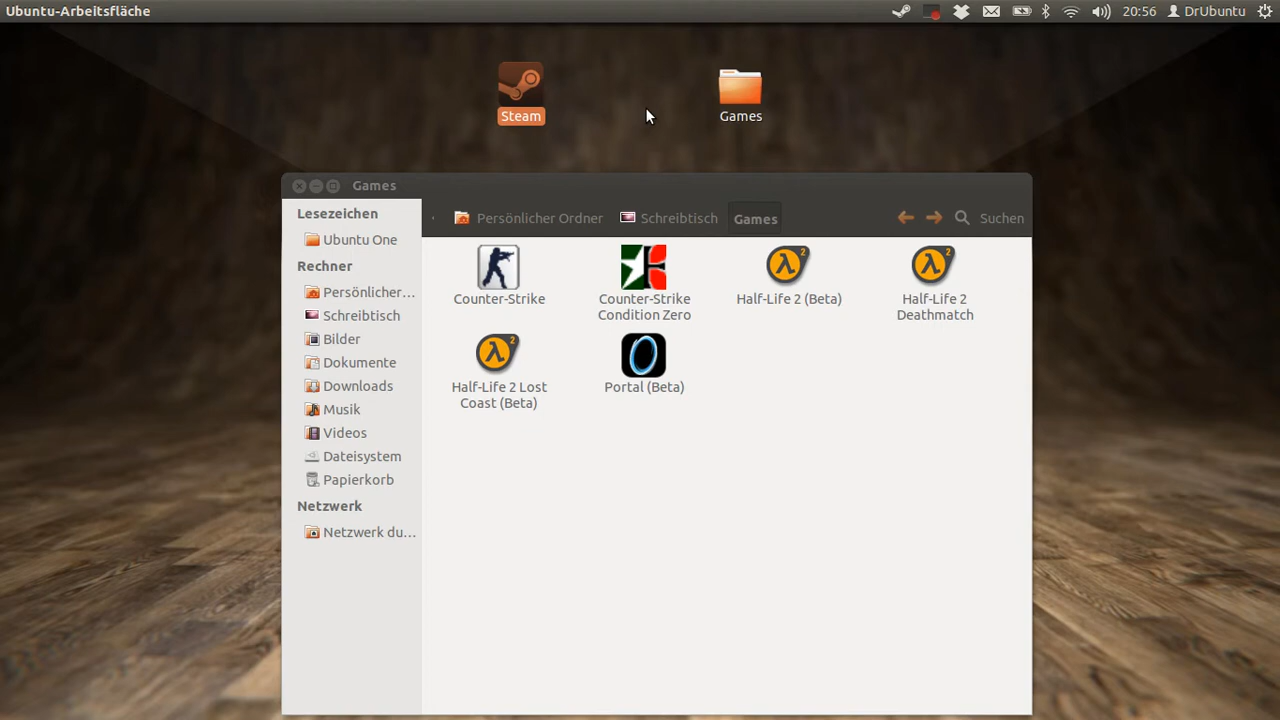 Ubuntu-Arbeitsfläche
20:56 DrUbuntu
Steam
Games
Games
Lesezeichen
Ubuntu One
Rechner
Persönlicher...
Schreibtisch
Bilder
Dokumente
Downloads
Musik
Videos
Dateisystem
Papierkorb
Netzwerk
Netzwerk du...
Persönlicher Ordner Schreibtisch Games Suchen
Counter-Strike
Counter-Strike
Condition Zero
Half-Life 2 (Beta)
Half-Life 2
Deathmatch
Half-Life 2 Lost
Coast (Beta)
Portal (Beta)